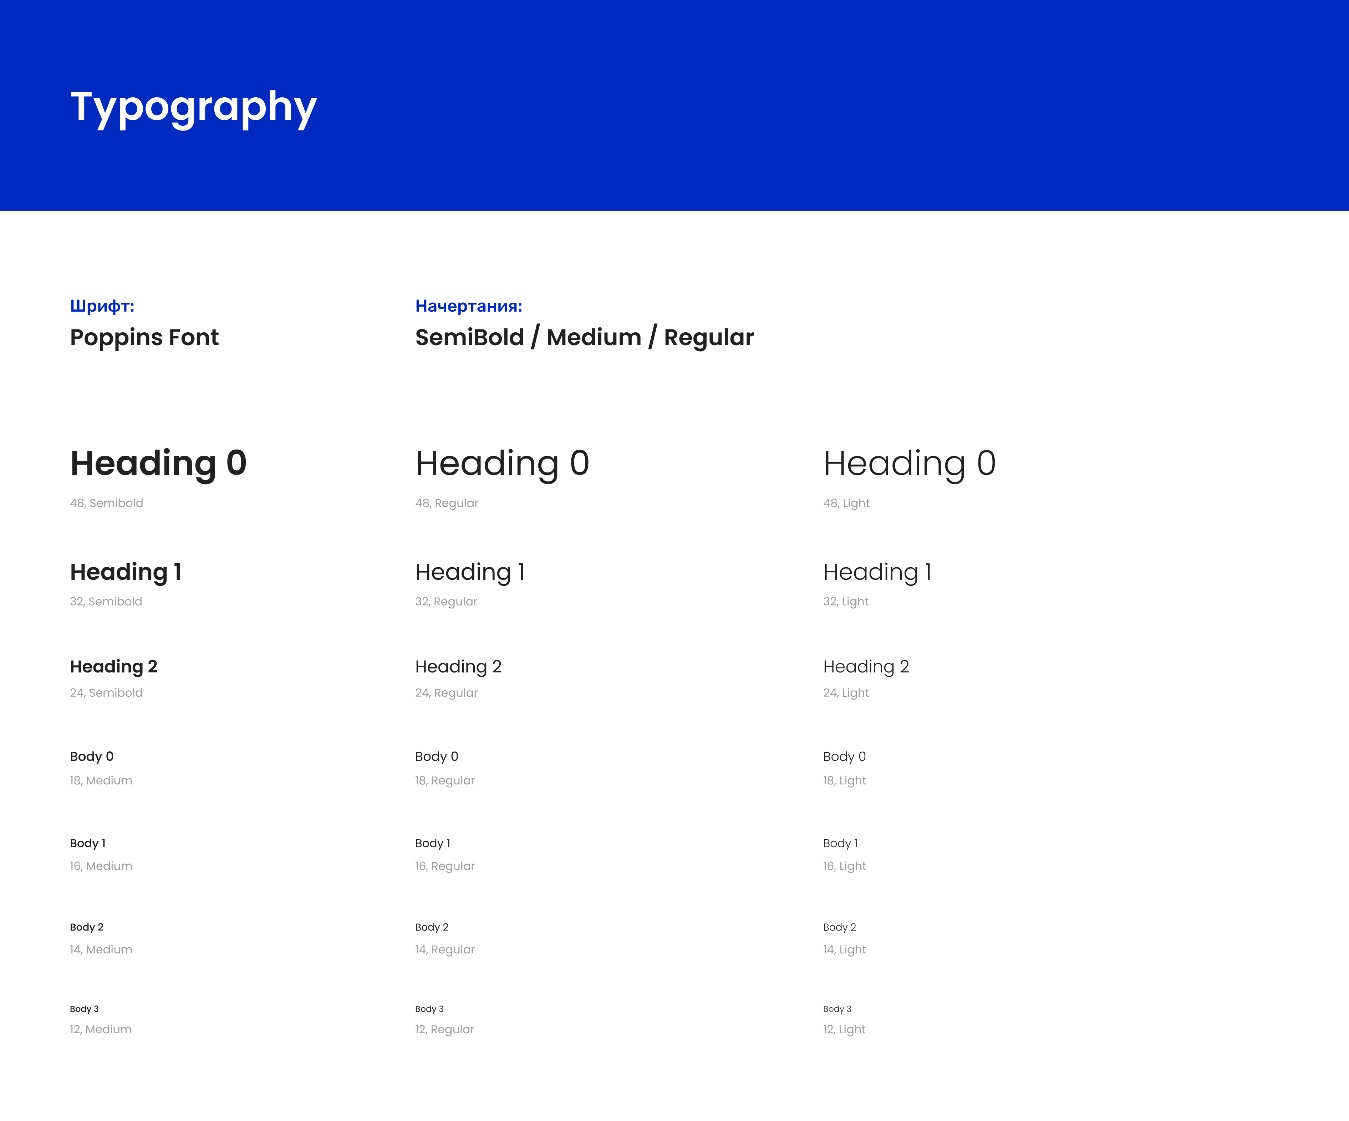 Typography
Шрифт:
Poppins Font
Начертания:
SemiBold / Medium / Regular
Heading 0
48, Semibold
Heading 0
48, Regular
Heading 0
48, Light
Heading 1
32, Semibold
Heading 1
32, Regular
Heading 1
32, Light
Heading 2
24, Semibold
Heading 2
24, Regular
Heading 2
24, Light
Body 0
18, Medium
Body 0
18, Regular
Body 0
18, Light
Body 1
16, Medium
Body 1
16, Regular
Body 1
16, Light
Body 2
14, Medium
Body 2
14, Regular
Body 2
14, Light
Body 3
12, Medium
Body 3
12, Regular
Body 3
12, Light